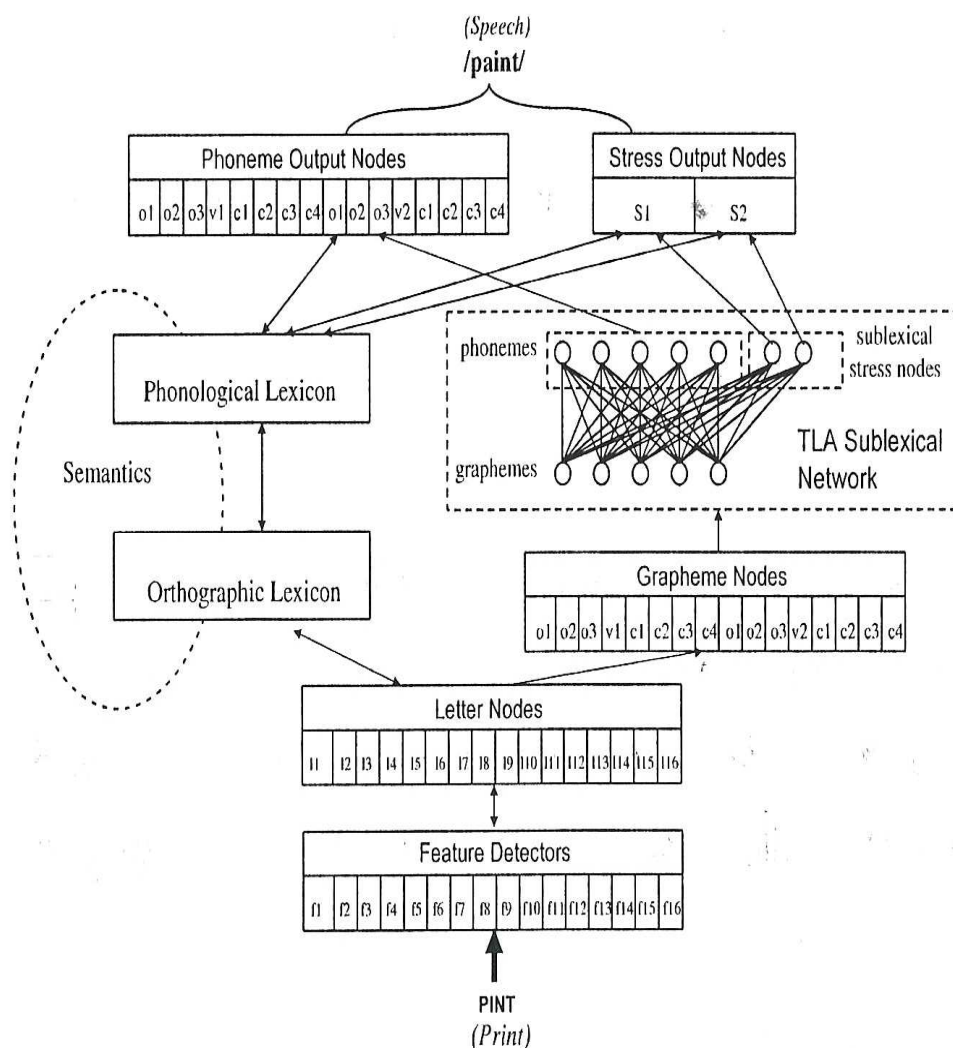 (Speech)
/paint/
Phoneme Output Nodes
o1 o2 o3 v1 c1 c2 c3 c4 o1 o2 o3 v2 c1 c2 c3 c4
Stress Output Nodes
S1 S2
Phonological Lexicon
Semantics
Orthographic Lexicon
phonemes
sublexical
stress nodes
graphemes
TLA Sublexical
Network
Grapheme Nodes
o1 o2 o3 v1 c1 c2 c3 c4 o1 o2 o3 v2 c1 c2 c3 c4
Letter Nodes
l1 l2 l3 l4 l5 l6 l7 l8 l9 l10 l11 l12 l13 l14 l15 l16
Feature Detectors
f1 f2 f3 f4 f5 f6 f7 f8 f9 f10 f11 f12 f13 f14 f15 f16
PINT
(Print)